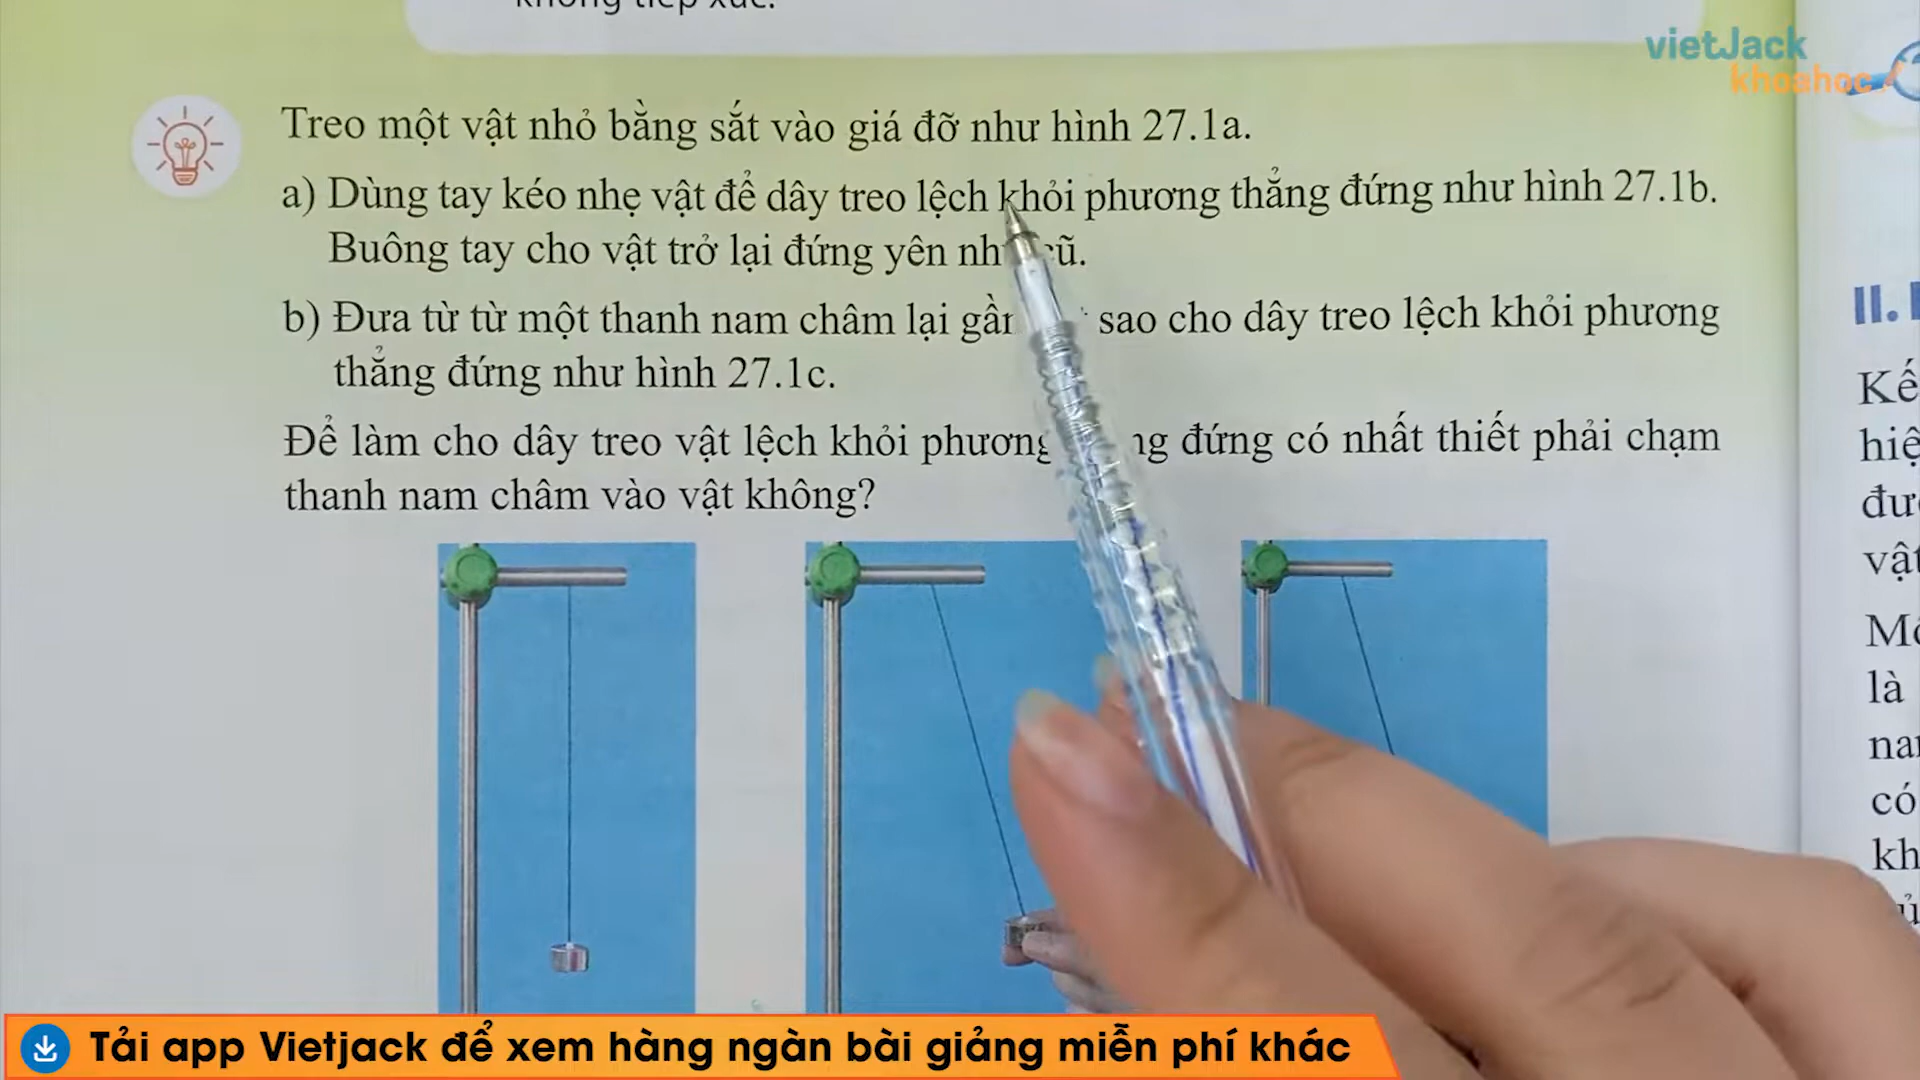 không tiếp xúc.
vietJack
khoahoc
Treo một vật nhỏ bằng sắt vào giá đỡ như hình 27.1a.
a) Dùng tay kéo nhẹ vật để dây treo lệch khỏi phương thẳng đứng như hình 27.1b.
Buông tay cho vật trở lại đứng yên cũ.
b) Đưa từ từ một thanh nam châm lại sao cho dây treo lệch khỏi phương
thẳng đứng như hình 27.1c.
Để làm cho dây treo vật lệch khỏi phương đứng có nhất thiết phải chạm
thanh nam châm vào vật không?
II.
Kế
hiệ
đư
vật
là
có
kh
Tải app Vietjack để xem hàng ngàn bài giảng miễn phí khác